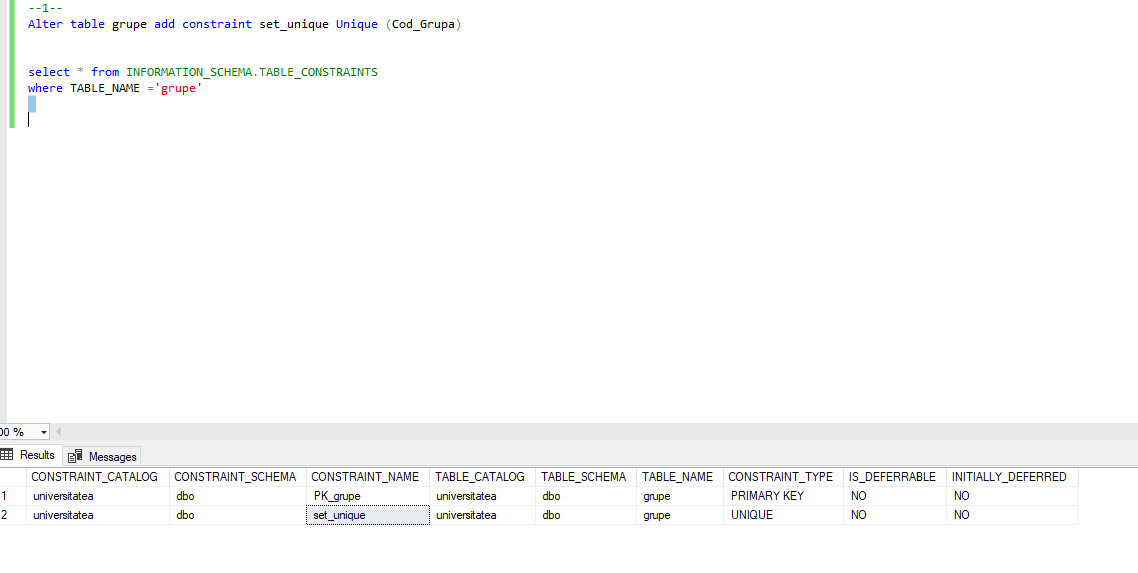 --1--
Alter table grupe add constraint set_unique Unique (Cod_Grupa)
select * from INFORMATION_SCHEMA.TABLE_CONSTRAINTS
where TABLE_NAME ='grupe'
00 %
Results Messages
CONSTRAINT_CATALOG CONSTRAINT_SCHEMA CONSTRAINT_NAME TABLE_CATALOG TABLE_SCHEMA TABLE_NAME CONSTRAINT_TYPE IS_DEFERRABLE INITIALLY_DEFERRED
1 universitatea dbo PK_grupe universitatea dbo grupe PRIMARY KEY NO NO
2 universitatea dbo set_unique universitatea dbo grupe UNIQUE NO NO